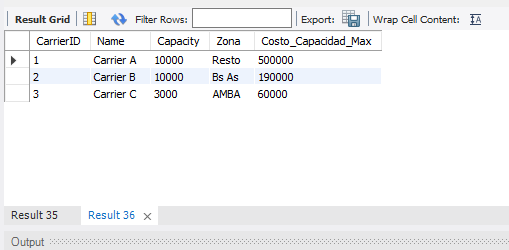 Result Grid Filter Rows: Export: Wrap Cell Content:
CarrierID Name Capacity Zona Costo_Capacidad_Max
1 Carrier A 10000 Resto 500000
2 Carrier B 10000 Bs As 190000
3 Carrier C 3000 AMBA 60000
Result 35 Result 36
Output